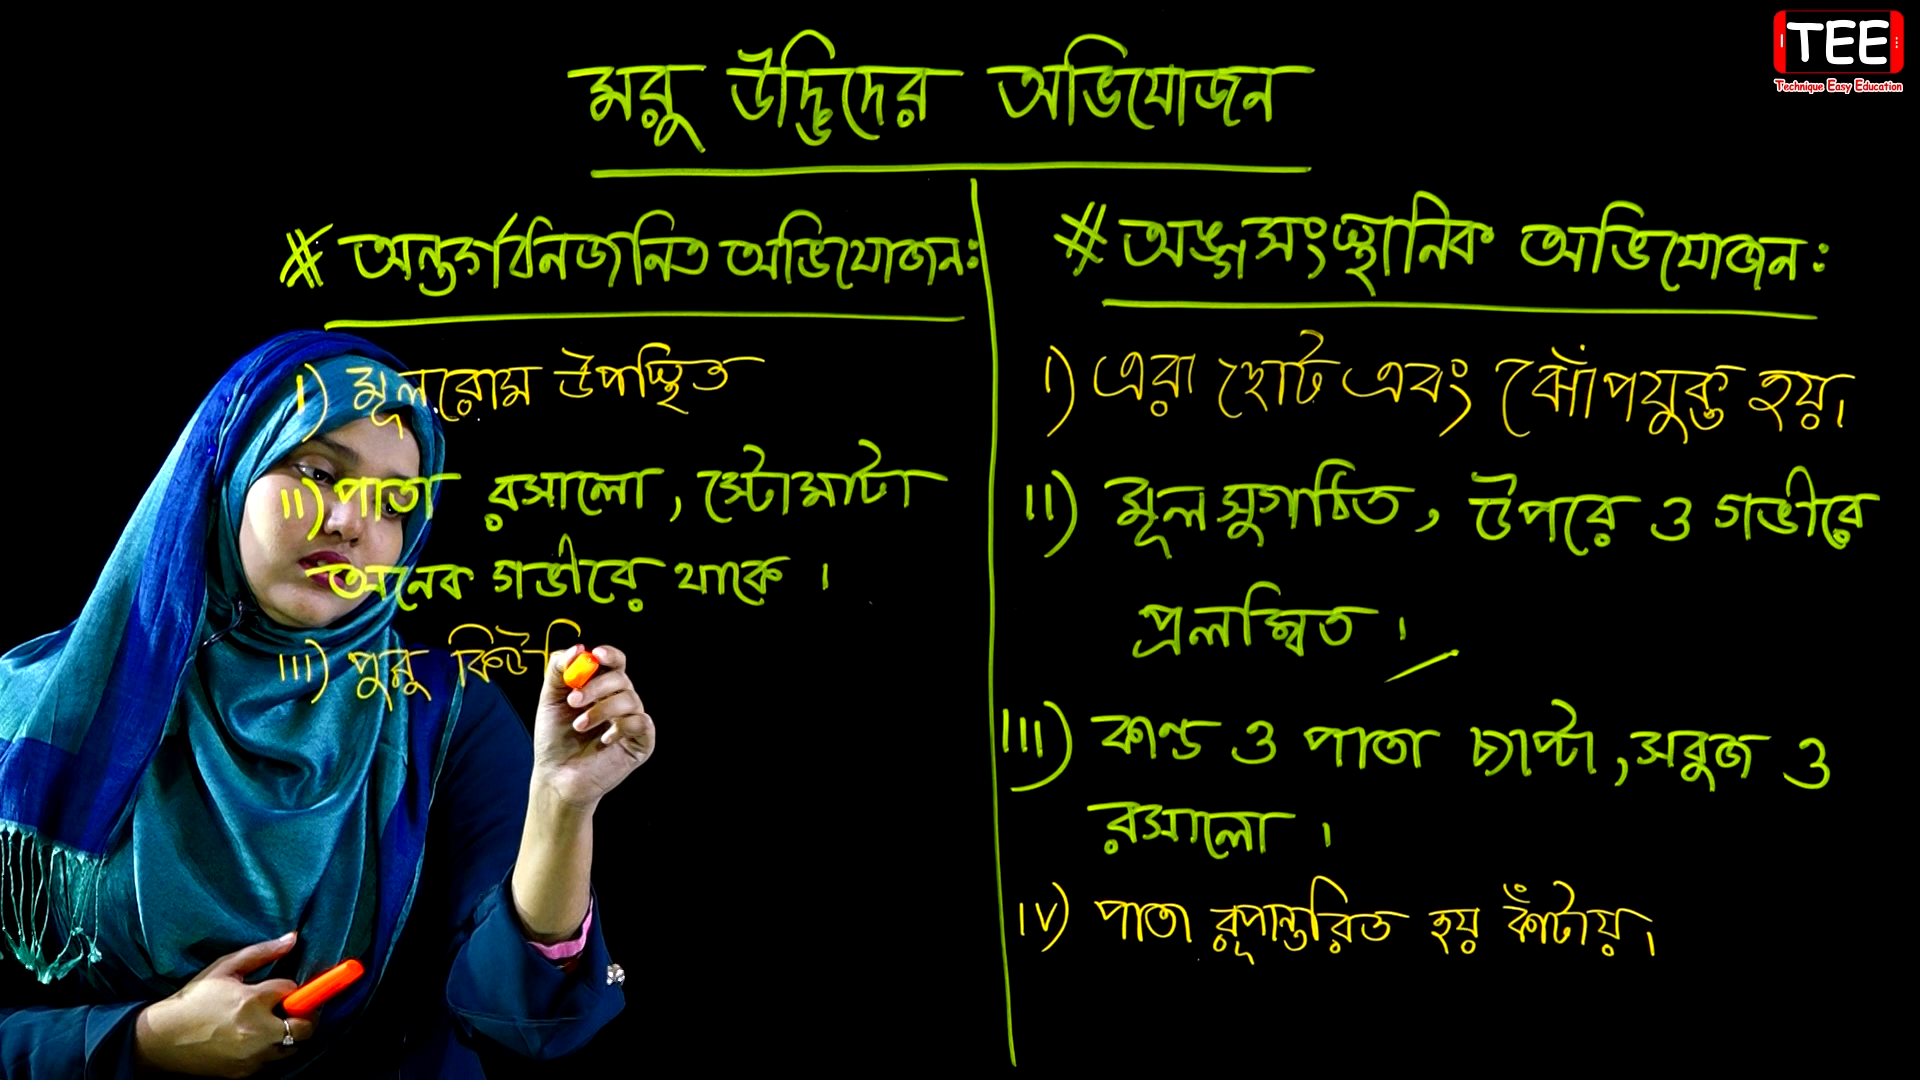 TEE
Technique Easy Education
মরু উদ্ভিদের অভিযোজন
# অন্তর্গঠনজনিত অভিযোজন:
i) মূলরোম উপস্থিত
ii) পাতা রসালো, স্টোমাটা
অনেক গভীরে থাকে।
iii) পুরু কিউটি
# অঙ্গসংস্থানিক অভিযোজন:
i) এরা ছোট এবং ঝোঁপযুক্ত হয়।
ii) মূল সুগঠিত, উপরে ও গভীরে
প্রলম্বিত।
iii) কান্ড ও পাতা চ্যাপ্টা, সবুজ ও
রসালো।
iv) পাতা রূপান্তরিত হয় কাঁটায়।